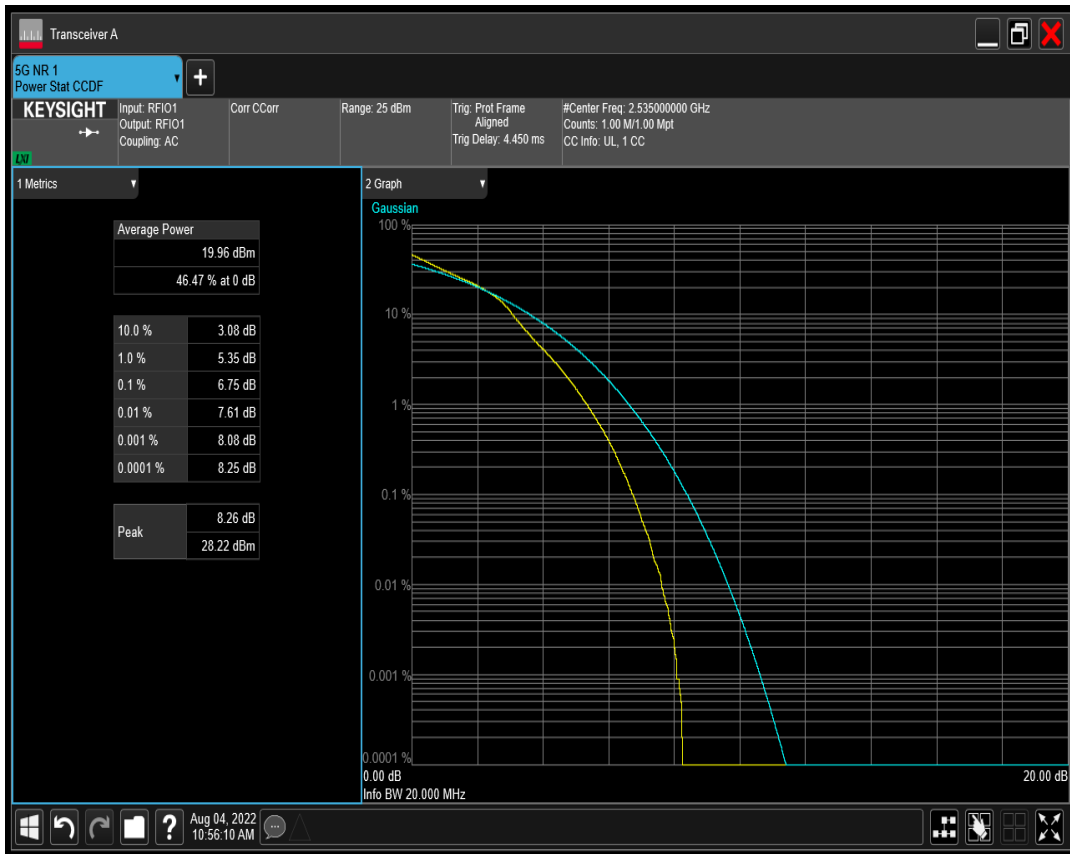 Transceiver A
5G NR 1
Power Stat CCDF
+
KEYSIGHT
LXI
Input: RFIO1
Output: RFIO1
Coupling: AC
Corr CCorr
Range: 25 dBm
Trig: Prot Frame
Aligned
Trig Delay: 4.450 ms
#Center Freq: 2.535000000 GHz
Counts: 1.00 M/1.00 Mpt
CC Info: UL, 1 CC
1 Metrics
Average Power
19.96 dBm
46.47 % at 0 dB
10.0 % 3.08 dB
1.0 % 5.35 dB
0.1 % 6.75 dB
0.01 % 7.61 dB
0.001 % 8.08 dB
0.0001 % 8.25 dB
Peak
8.26 dB
28.22 dBm
2 Graph
Gaussian
100 %
10 %
1 %
0.1 %
0.01 %
0.001 %
0.0001 %
0.00 dB 20.00 dB
Info BW 20.000 MHz
?
Aug 04, 2022
10:56:10 AM